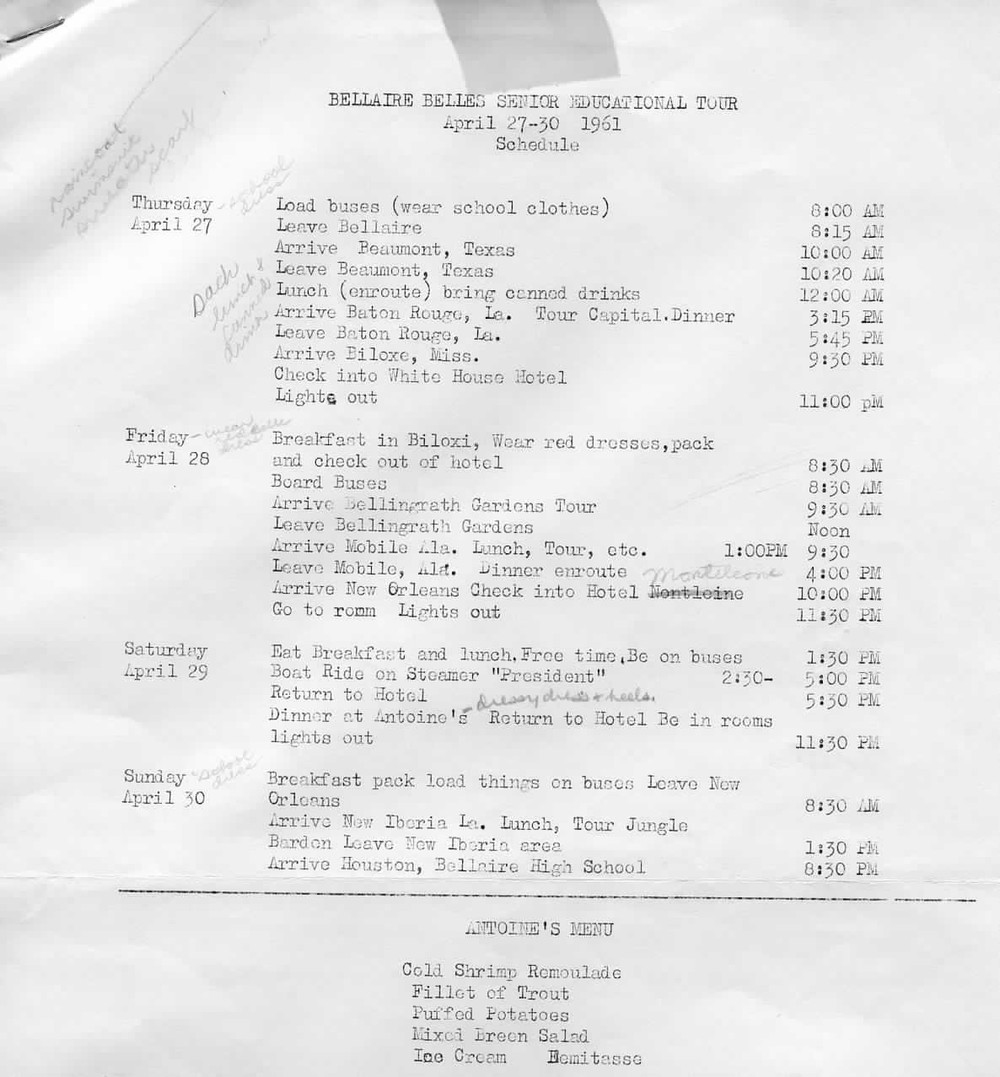 BELLAIRE BELLES SENIOR EDUCATIONAL TOUR
April 27-30 1961
Schedule
raincoat
swimsuit
scarf
Thursday - school Load buses (wear school clothes) 8:00 AM
dress
April 27 Leave Bellaire 8:15 AM
Arrive Beaumont, Texas 10:00 AM
Leave Beaumont, Texas 10:20 AM
Sack
lunch &
canned
Lunch (enroute) bring canned drinks 12:00 AM
Arrive Baton Rouge, La. Tour Capital.Dinner 3:15 PM
Leave Baton Rouge, La. 5:45 PM
Arrive Biloxe, Miss. 9:30 PM
Check into White House Hotel
Lights out 11:00 pM
Friday - wear Breakfast in Biloxi, Wear red dresses,pack
April 28 and check out of hotel 8:30 AM
Board Buses 8:30 AM
Arrive Bellingrath Gardens Tour 9:30 AM
Leave Bellingrath Gardens Noon
Arrive Mobile Ala. Lunch, Tour, etc. 1:00PM 9:30
Leave Mobile, Ala. Dinner enroute 4:00 PM
Monteleone
Arrive New Orleans Check into Hotel Nontleine 10:00 PM
Go to romm Lights out 11:30 PM
Saturday Eat Breakfast and lunch.Free time.Be on buses 1:30 PM
April 29 Boat Ride on Steamer "President" 2:30- 5:00 PM
Return to Hotel 5:30 PM
- dressy dress & heels.
Dinner at Antoine's Return to Hotel Be in rooms
lights out 11:30 PM
Sunday school Breakfast pack load things on buses Leave New
dress
April 30 Orleans 8:30 AM
Arrive New Iberia La. Lunch, Tour Jungle
Barden Leave New Iberia area 1:30 PM
Arrive Houston, Bellaire High School 8:30 PM
ANTOINE'S MENU
Cold Shrimp Remoulade
Fillet of Trout
Puffed Potatoes
Mixed Breen Salad
Ice Cream Demitasse